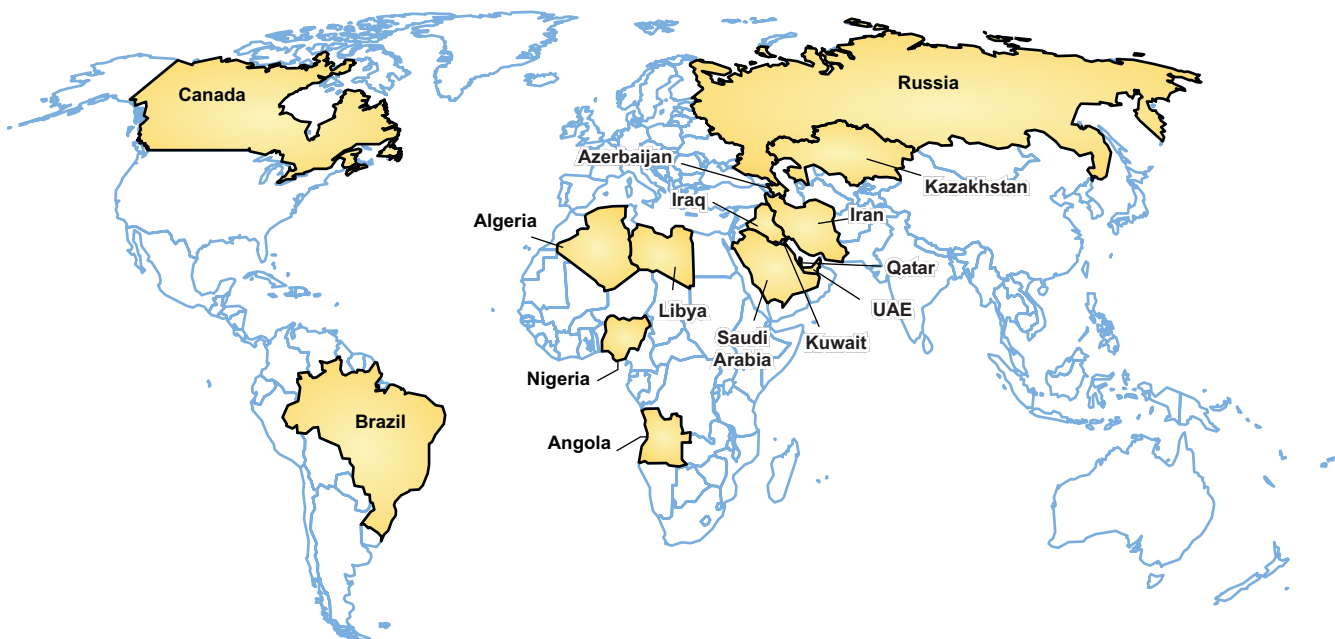 Canada
Russia
Azerbaijan
Kazakhstan
Iraq
Iran
Algeria
Qatar
Libya
UAE
Saudi
Arabia
Kuwait
Nigeria
Brazil
Angola